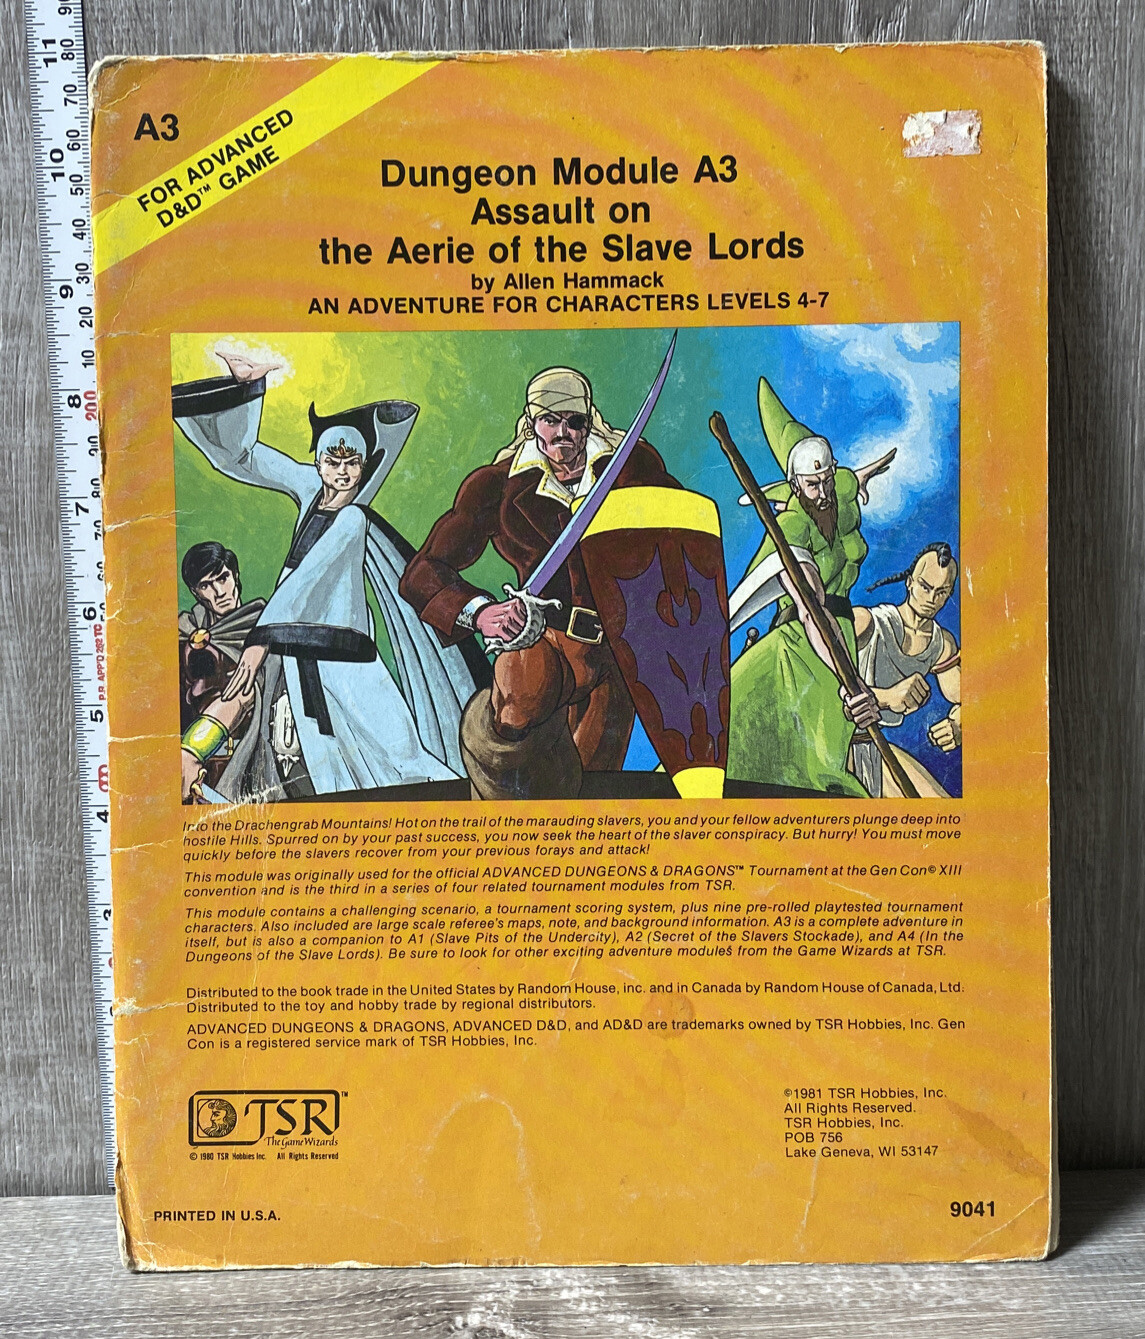 A3
FOR ADVANCED
D&D™ GAME
Dungeon Module A3
Assault on
the Aerie of the Slave Lords
by Allen Hammack
AN ADVENTURE FOR CHARACTERS LEVELS 4-7
Into the Drachengrab Mountains! Hot on the trail of the marauding slavers, you and your fellow adventurers plunge deep into
hostile Hills. Spurred on by your past success, you now seek the heart of the slaver conspiracy. But hurry! You must move
quickly before the slavers recover from your previous forays and attack!
This module was originally used for the official ADVANCED DUNGEONS & DRAGONS™ Tournament at the Gen Con® XIII
convention and is the third in a series of four related tournament modules from TSR.
This module contains a challenging scenario, a tournament scoring system, plus nine pre-rolled playtested tournament
characters. Also included are large scale referee's maps, note, and background information. A3 is a complete adventure in
itself, but is also a companion to A1 (Slave Pits of the Undercity), A2 (Secret of the Slavers Stockade), and A4 (In the
Dungeons of the Slave Lords). Be sure to look for other exciting adventure modules from the Game Wizards at TSR.
Distributed to the book trade in the United States by Random House, inc. and in Canada by Random House of Canada, Ltd.
Distributed to the toy and hobby trade by regional distributors.
ADVANCED DUNGEONS & DRAGONS, ADVANCED D&D, and AD&D are trademarks owned by TSR Hobbies, Inc. Gen
Con is a registered service mark of TSR Hobbies, Inc.
TSR™
The Game Wizards
© 1980 TSR Hobbies Inc. All Rights Reserved
©1981 TSR Hobbies, Inc.
All Rights Reserved.
TSR Hobbies, Inc.
POB 756
Lake Geneva, WI 53147
PRINTED IN U.S.A.
9041
11
10
9
8
7
6
5
4
3